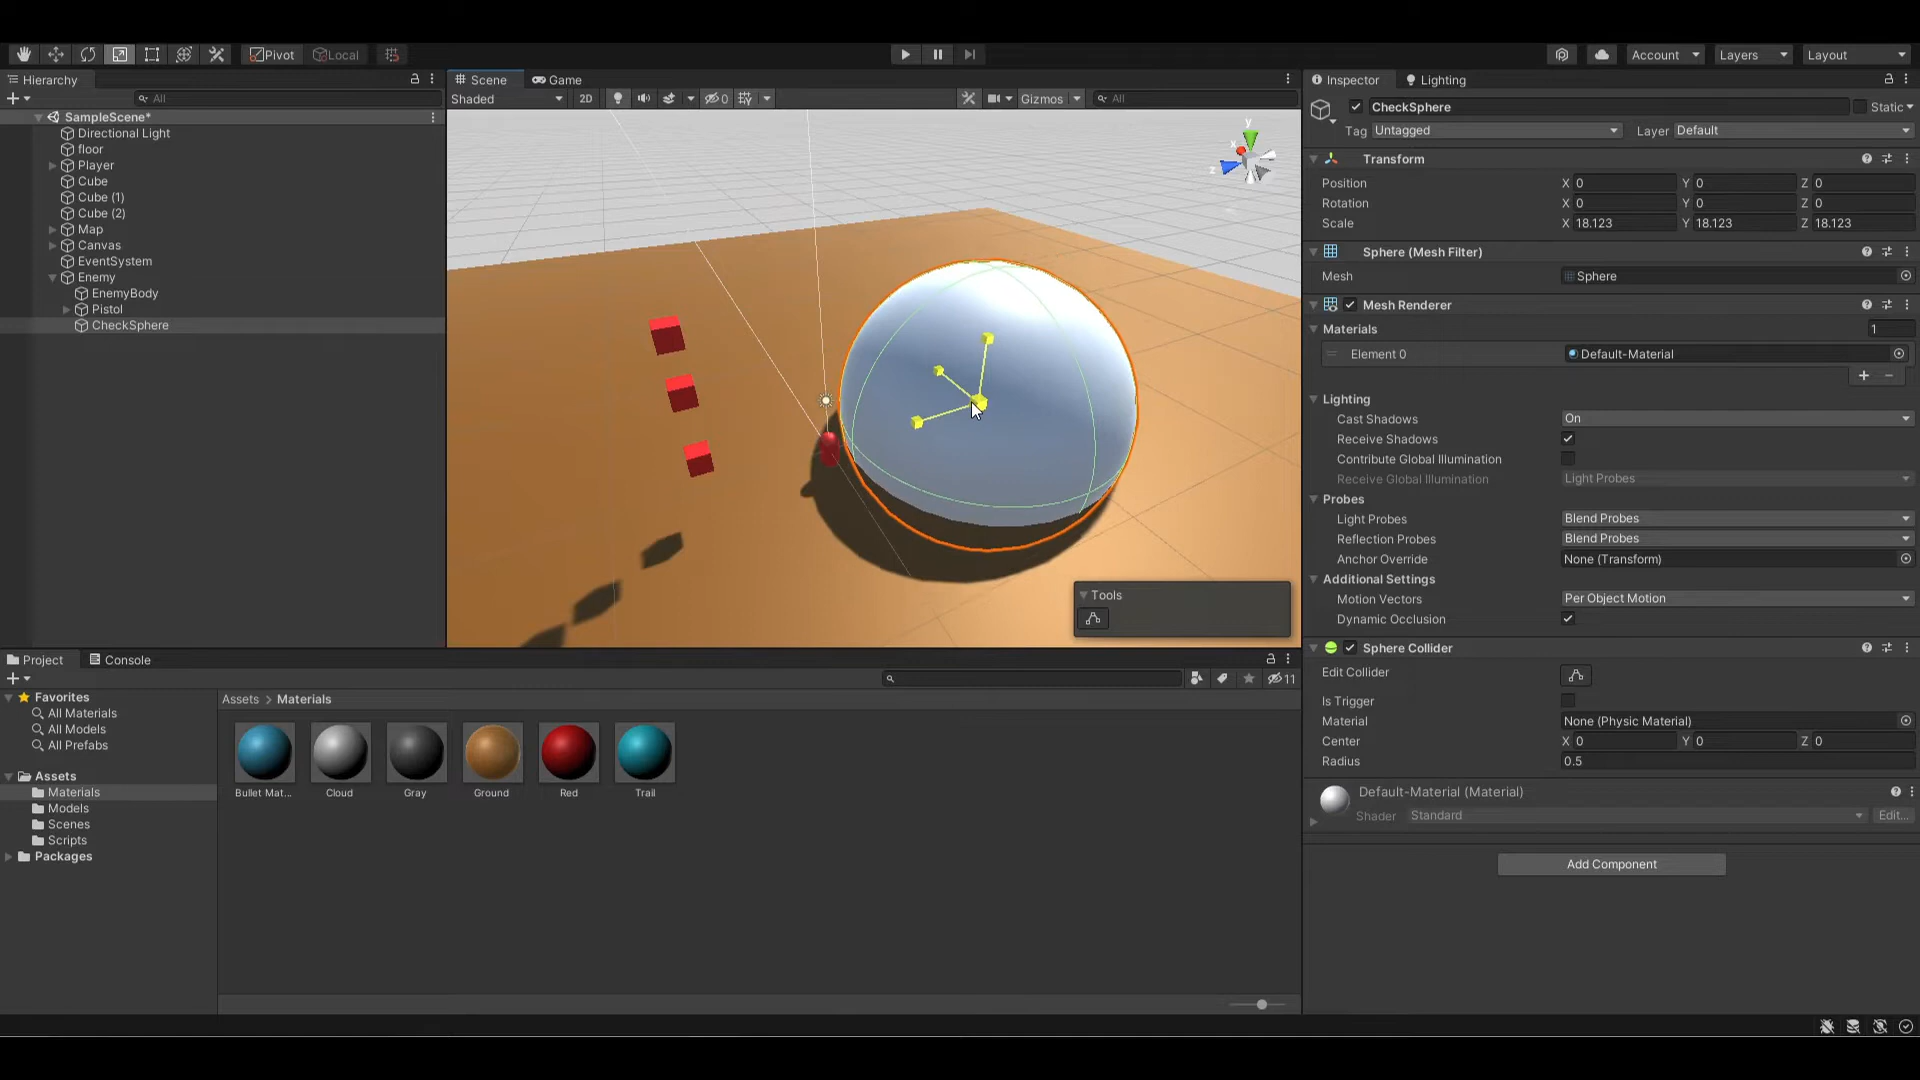 Pivot Local Account Layers Layout
Hierarchy
All
SampleScene*
Directional Light
floor
Player
Cube
Cube (1)
Cube (2)
Map
Canvas
EventSystem
Enemy
EnemyBody
Pistol
CheckSphere
Scene Game
Shaded 2D 0 Gizmos All
y
x
z
Tools
Inspector Lighting
CheckSphere Static
Tag Untagged Layer Default
Transform
Position X 0 Y 0 Z 0
Rotation X 0 Y 0 Z 0
Scale X 18.123 Y 18.123 Z 18.123
Sphere (Mesh Filter)
Mesh Sphere
Mesh Renderer
Materials 1
Element 0 Default-Material
Lighting
Cast Shadows On
Receive Shadows
Contribute Global Illumination
Receive Global Illumination Light Probes
Probes
Light Probes Blend Probes
Reflection Probes Blend Probes
Anchor Override None (Transform)
Additional Settings
Motion Vectors Per Object Motion
Dynamic Occlusion
Sphere Collider
Edit Collider
Is Trigger
Material None (Physic Material)
Center X 0 Y 0 Z 0
Radius 0.5
Default-Material (Material)
Shader Standard Edit...
Add Component
Project Console
11
Favorites
All Materials
All Models
All Prefabs
Assets
Materials
Models
Scenes
Scripts
Packages
Assets > Materials
Bullet Mat... Cloud Gray Ground Red Trail